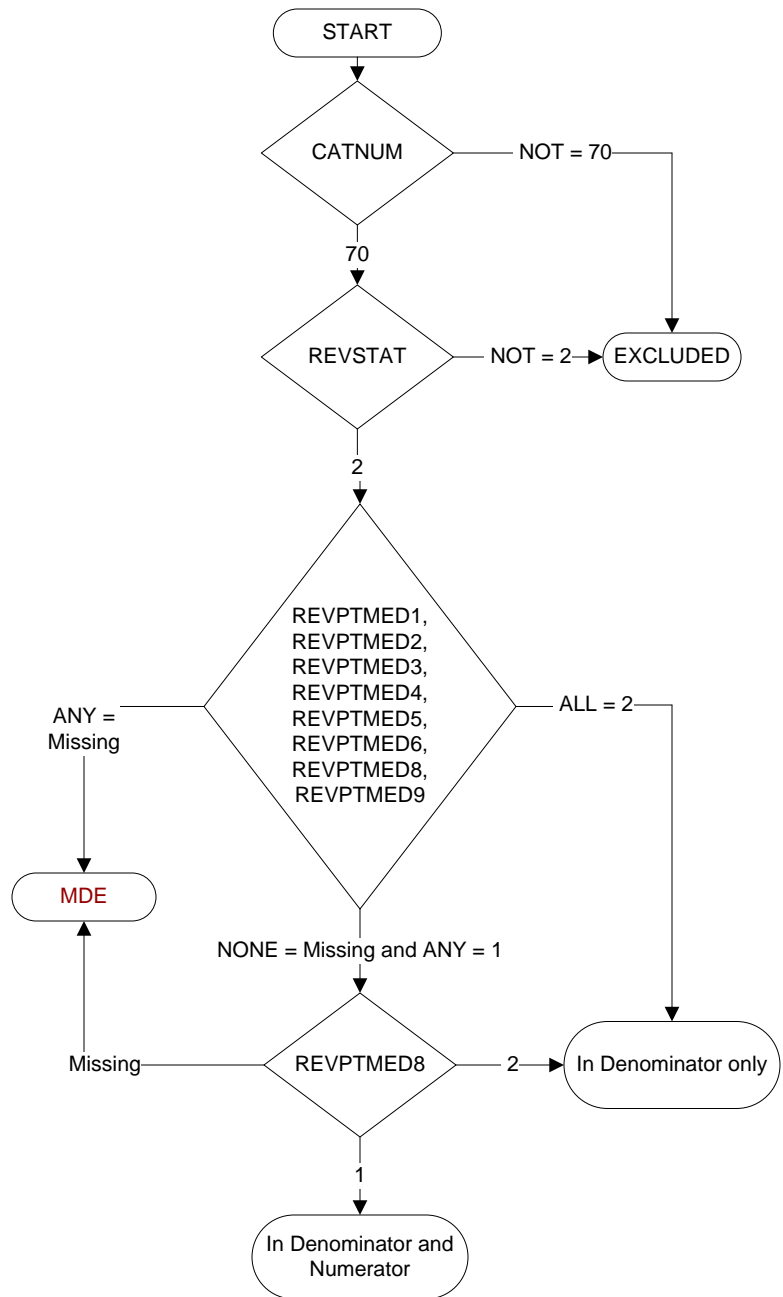 START
CATNUM
NOT = 70
70
REVSTAT
NOT = 2
EXCLUDED
2
REVPTMED1,
REVPTMED2,
REVPTMED3,
REVPTMED4,
REVPTMED5,
REVPTMED6,
REVPTMED8,
REVPTMED9
ANY =
Missing
ALL = 2
MDE
NONE = Missing and ANY = 1
Missing
REVPTMED8
2
In Denominator only
1
In Denominator and
Numerator